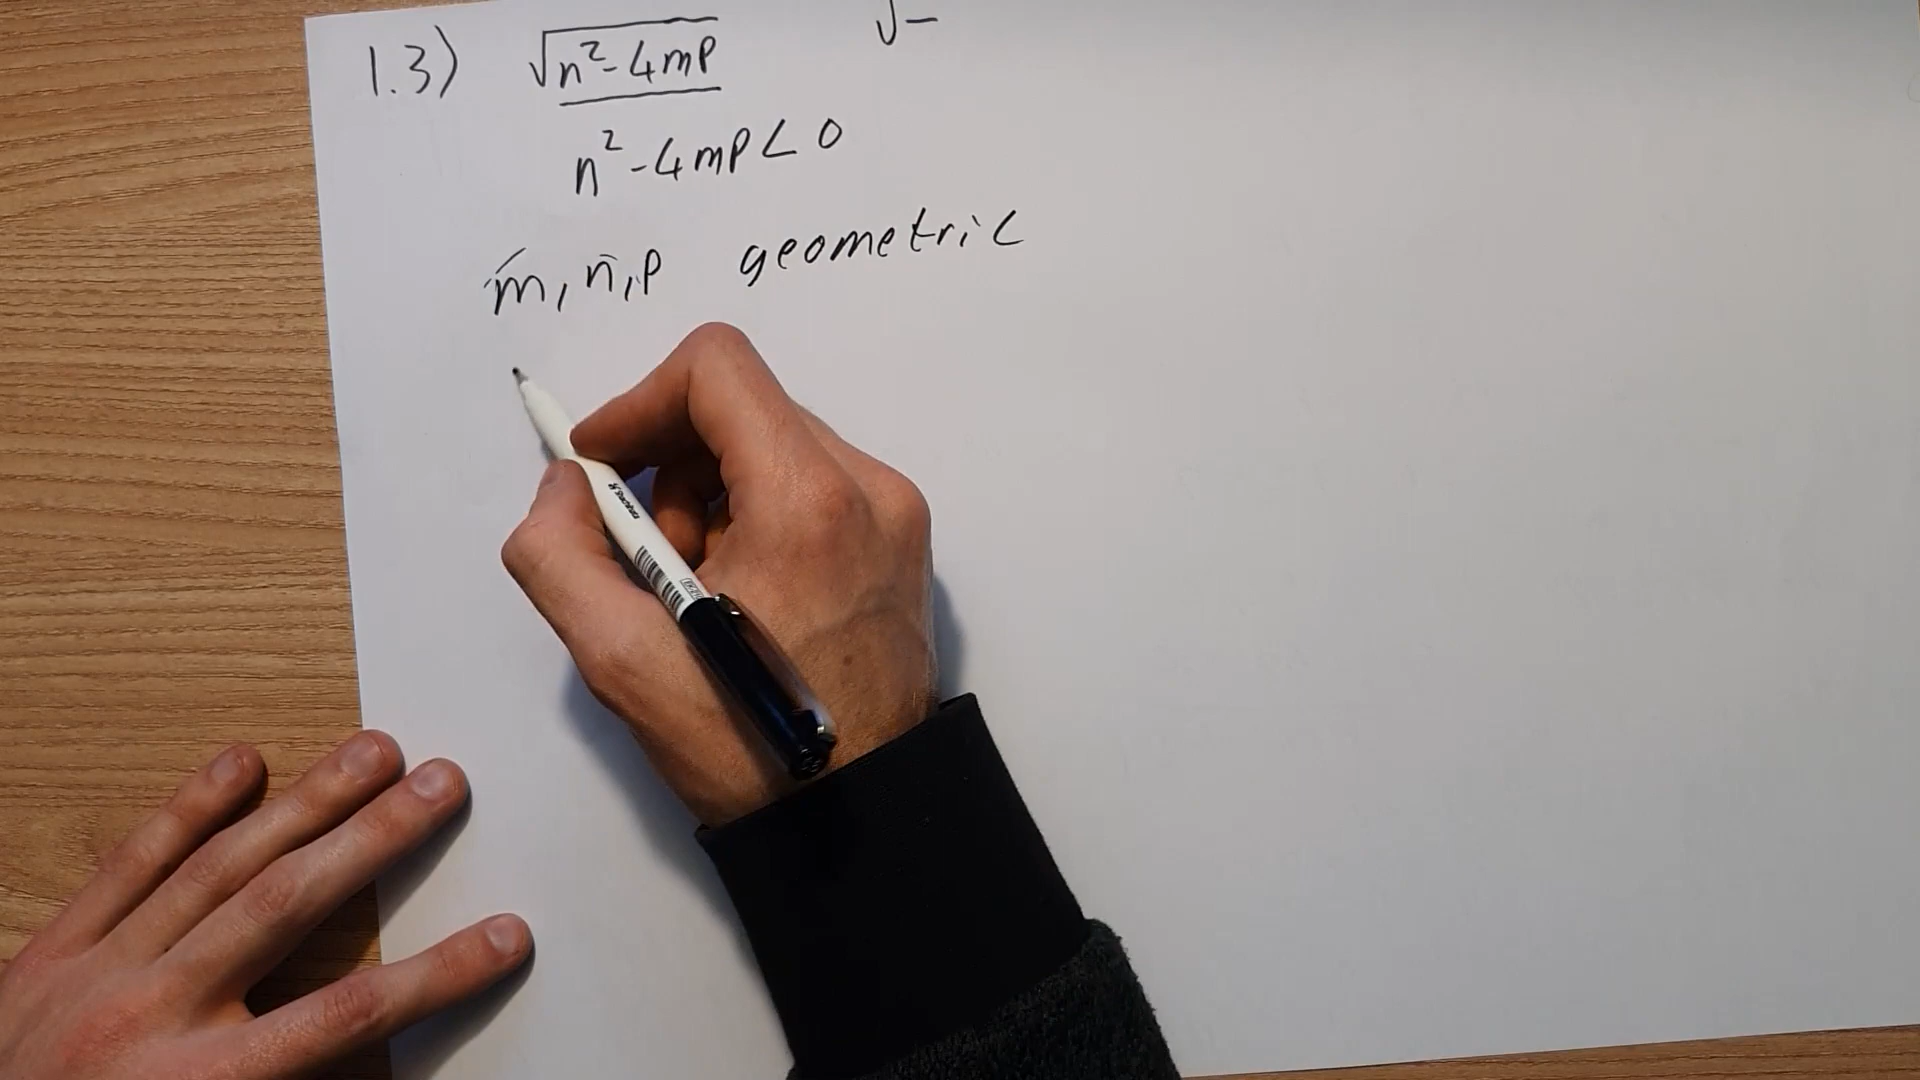 1.3) √n²-4mp √-
n²-4mp < 0
m, n, p geometric